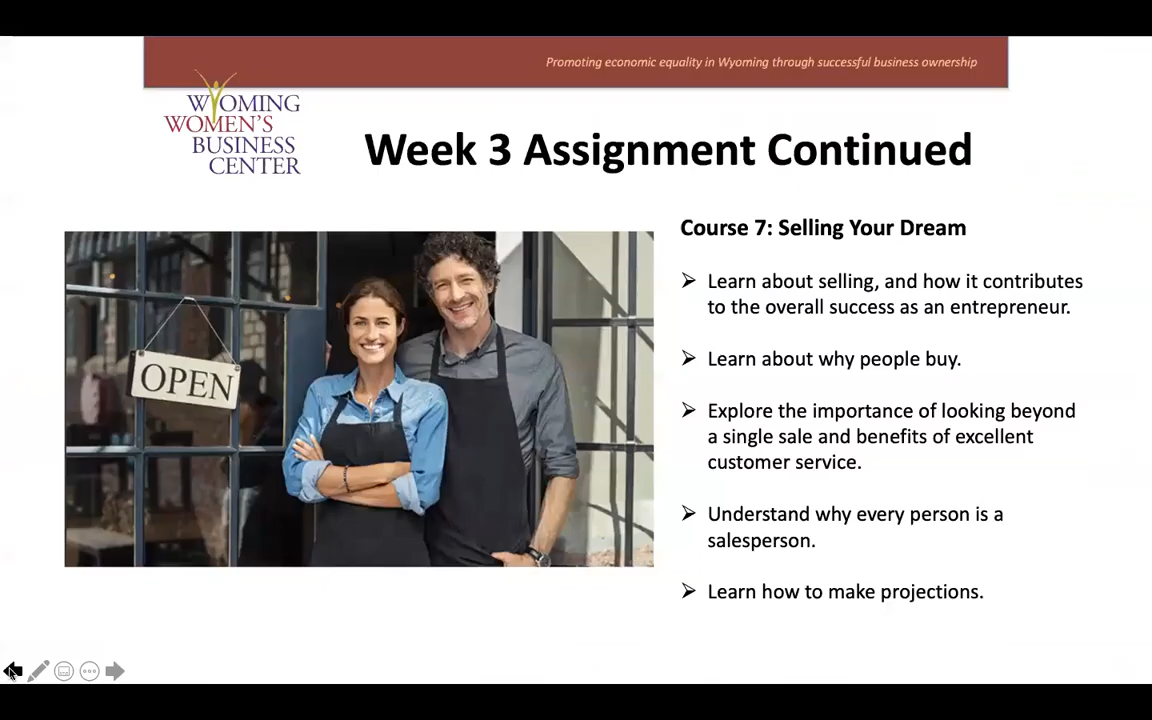 Promoting economic equality in Wyoming through successful business ownership
WYOMING
WOMEN'S
BUSINESS
CENTER
Week 3 Assignment Continued
Course 7: Selling Your Dream
Learn about selling, and how it contributes
to the overall success as an entrepreneur.
Learn about why people buy.
Explore the importance of looking beyond
a single sale and benefits of excellent
customer service.
Understand why every person is a
salesperson.
Learn how to make projections.
OPEN